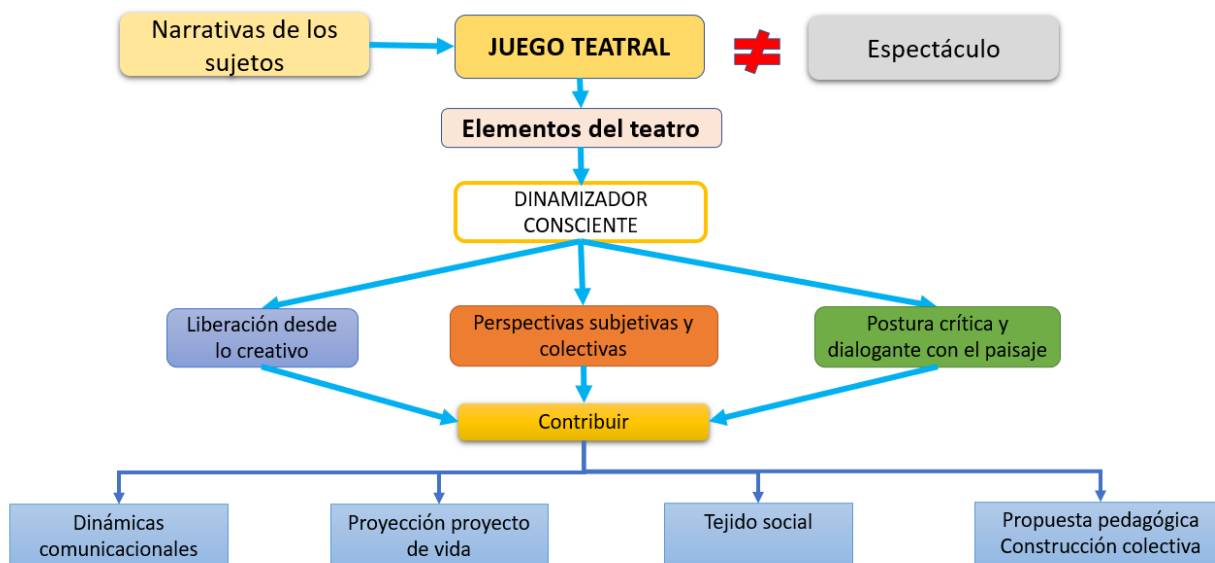 Narrativas de los
sujetos
JUEGO TEATRAL
≠
Espectáculo
Elementos del teatro
DINAMIZADOR
CONSCIENTE
Liberación desde
lo creativo
Perspectivas subjetivas y
colectivas
Postura crítica y
dialogante con el paisaje
Contribuir
Dinámicas
comunicacionales
Proyección proyecto
de vida
Tejido social
Propuesta pedagógica
Construcción colectiva